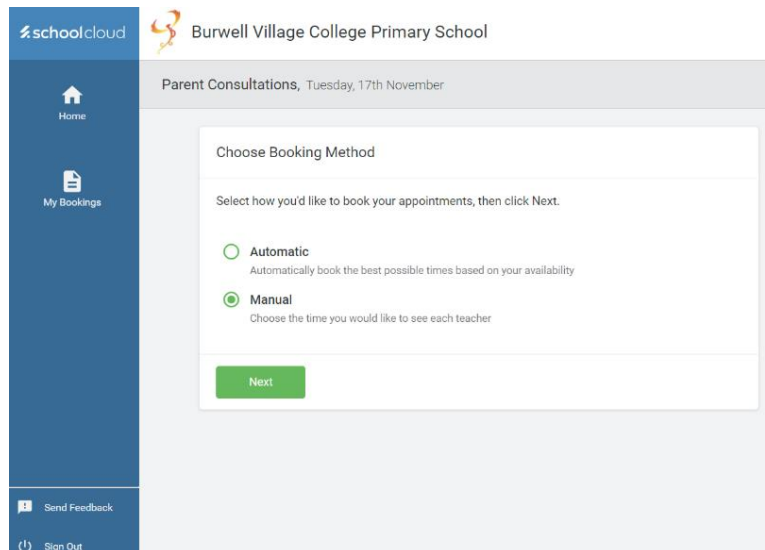 schoolcloud
Burwell Village College Primary School
Parent Consultations, Tuesday, 17th November
Home
My Bookings
Choose Booking Method
Select how you'd like to book your appointments, then click Next.
Automatic
Automatically book the best possible times based on your availability
Manual
Choose the time you would like to see each teacher
Next
Send Feedback
Sign Out